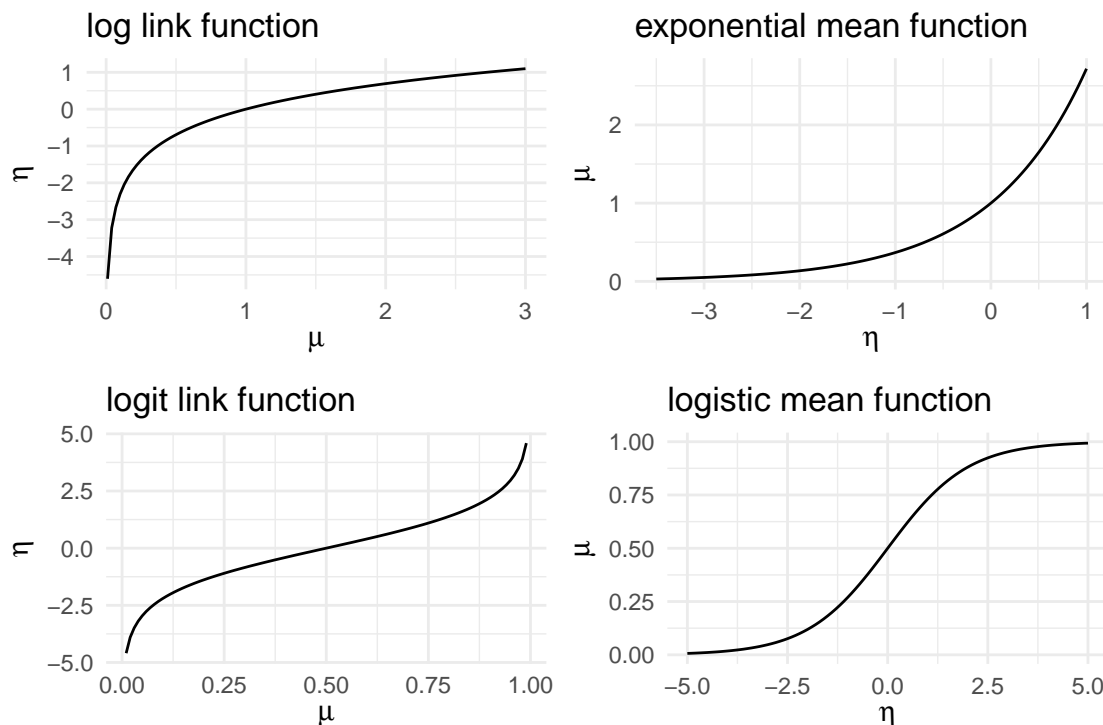 log link function
1
0
−1
−2
−3
−4
η
0 1 2 3
μ
exponential mean function
2
1
0
μ
−3 −2 −1 0 1
η
logit link function
5.0
2.5
0.0
−2.5
−5.0
η
0.00 0.25 0.50 0.75 1.00
μ
logistic mean function
1.00
0.75
0.50
0.25
0.00
μ
−5.0 −2.5 0.0 2.5 5.0
η